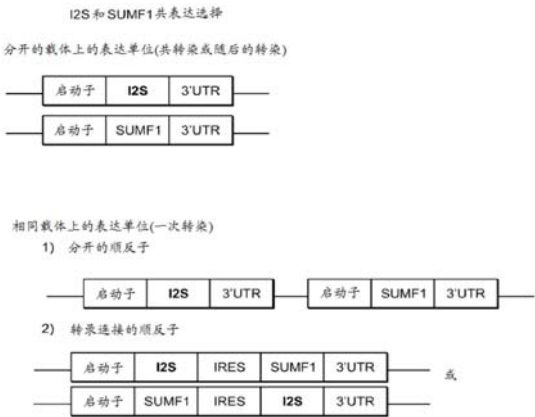 I2S和SUMF1共表达选择
分开的载体上的表达单位(共转染或随后的转染)
启动子 I2S 3'UTR
启动子 SUMF1 3'UTR
相同载体上的表达单位(一次转染)
1) 分开的顺反子
启动子 I2S 3'UTR 启动子 SUMF1 3'UTR
2) 转录连接的顺反子
启动子 I2S IRES SUMF1 3'UTR 或
启动子 SUMF1 IRES I2S 3'UTR